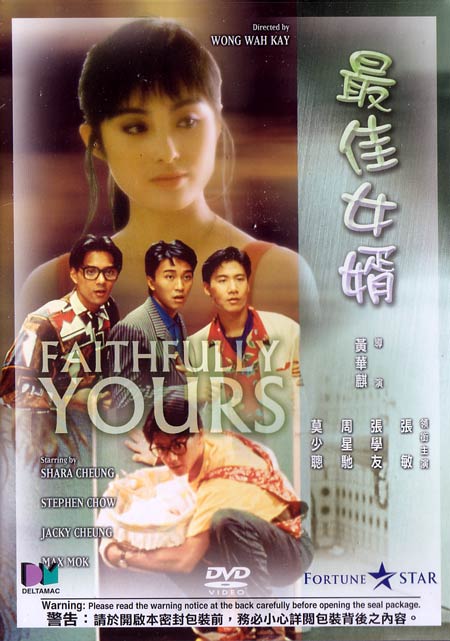 Directed by
WONG WAH KAY
最佳女婿
導演
黃華麒
領銜主演
張敏
張學友
周星馳
莫少聰
FAITHFULLY
YOURS
Starring by
SHARA CHEUNG
STEPHEN CHOW
JACKY CHEUNG
MAX MOK
DM
DELTAMAC
DVD
VIDEO
FORTUNE STAR
Warning: Please read the warning notice at the back carefully before opening the seal package.
警告：請於開啟本密封包裝前，務必小心詳閱包裝背後之內容。